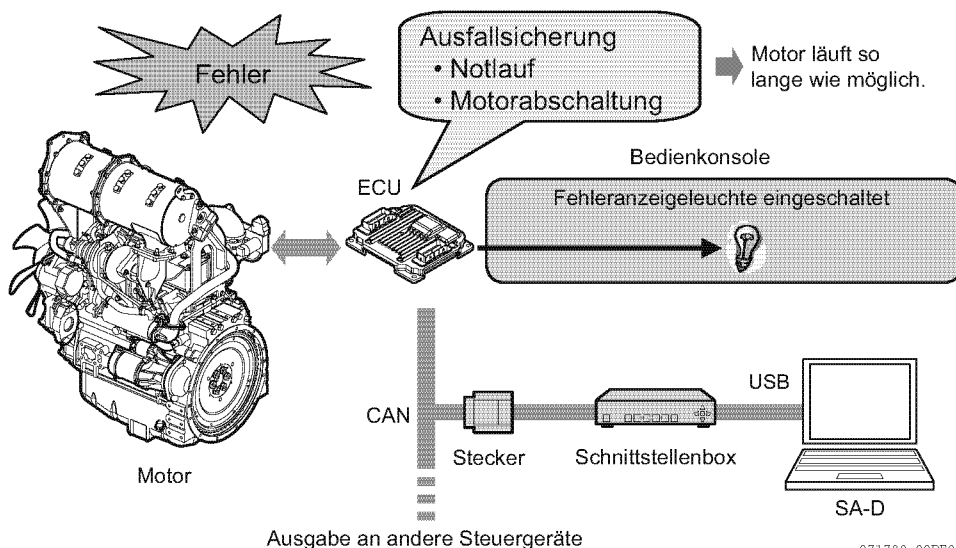 Fehler
Ausfallsicherung
• Notlauf
• Motorabschaltung
Motor läuft so
lange wie möglich.
ECU
Bedienkonsole
Fehleranzeigeleuchte eingeschaltet
Motor
CAN
Stecker
Schnittstellenbox
USB
SA-D
Ausgabe an andere Steuergeräte